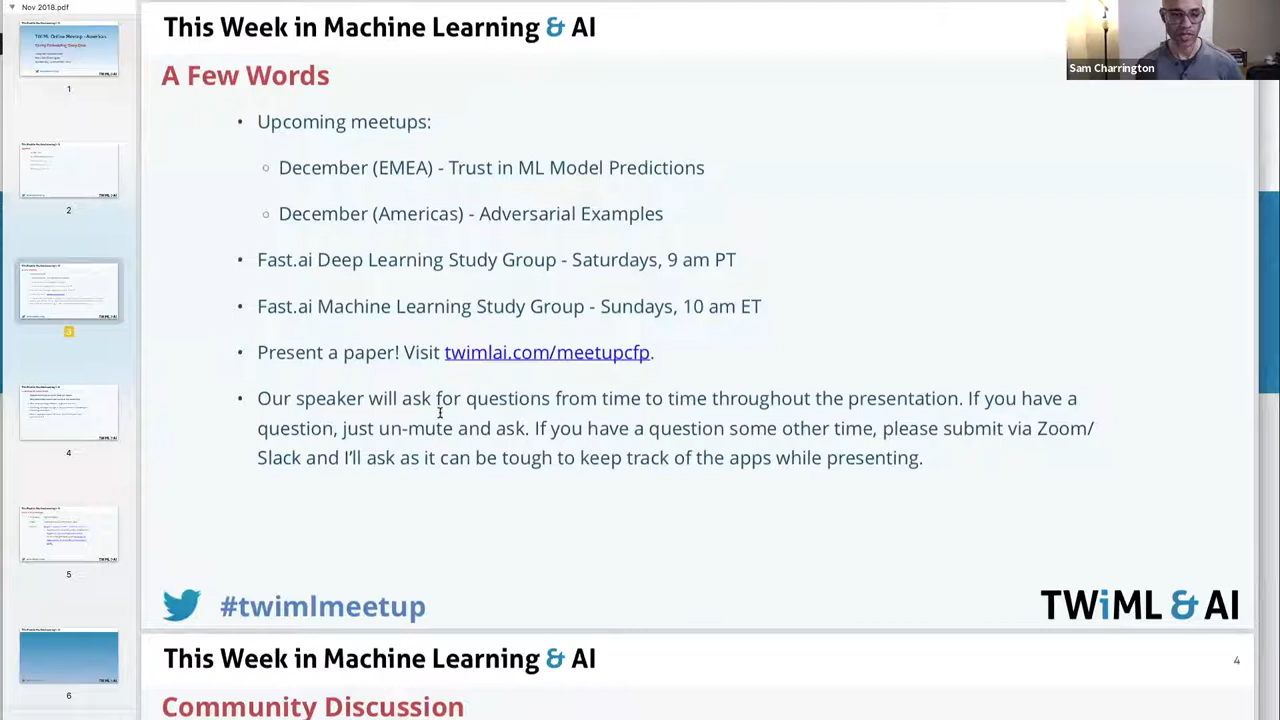 Nov 2018.pdf
This Week in Machine Learning & AI
Sam Charrington
A Few Words
• Upcoming meetups:
○ December (EMEA) - Trust in ML Model Predictions
○ December (Americas) - Adversarial Examples
• Fast.ai Deep Learning Study Group - Saturdays, 9 am PT
• Fast.ai Machine Learning Study Group - Sundays, 10 am ET
• Present a paper! Visit twimlai.com/meetupcfp.
• Our speaker will ask for questions from time to time throughout the presentation. If you have a
question, just un-mute and ask. If you have a question some other time, please submit via Zoom/
Slack and I’ll ask as it can be tough to keep track of the apps while presenting.
#twimlmeetup
TWiML & AI
This Week in Machine Learning & AI
4
Community Discussion
1
2
3
4
5
6